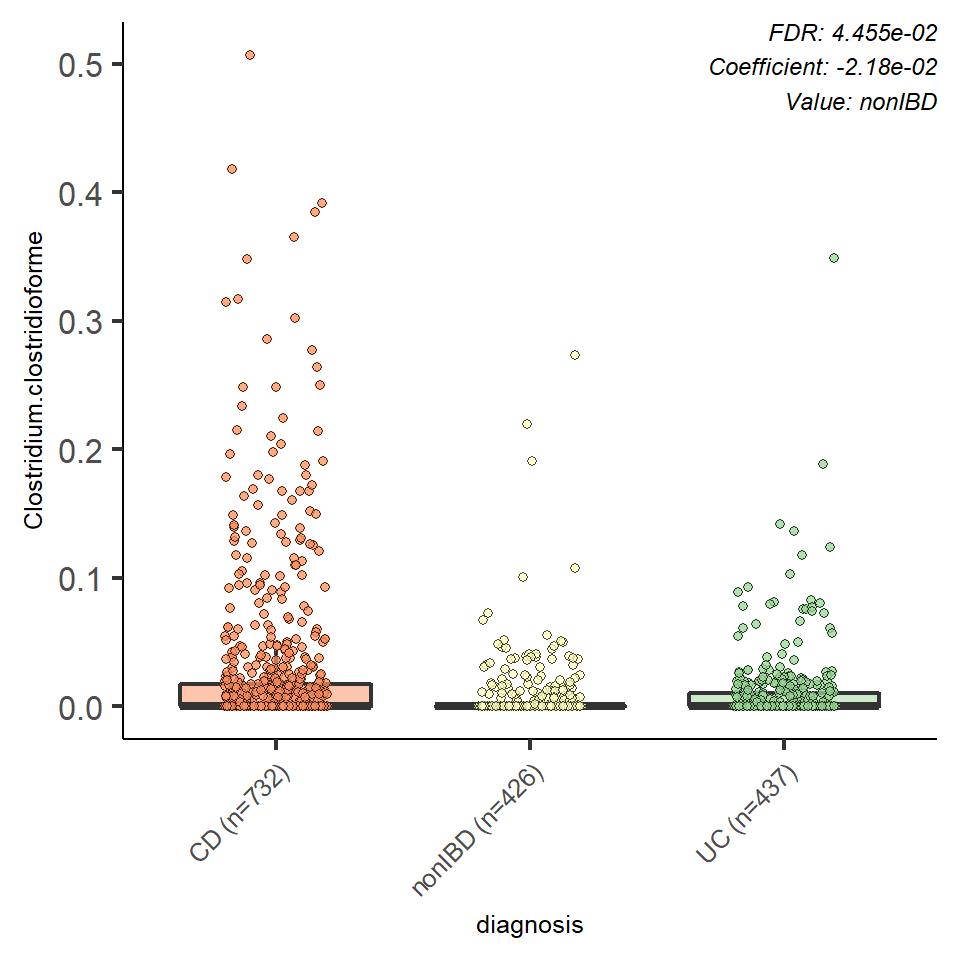 FDR: 4.455e-02
Coefficient: -2.18e-02
Value: nonIBD
Clostridium.clostridioforme
0.5
0.4
0.3
0.2
0.1
0.0
CD (n=732)
nonIBD (n=426)
UC (n=437)
diagnosis